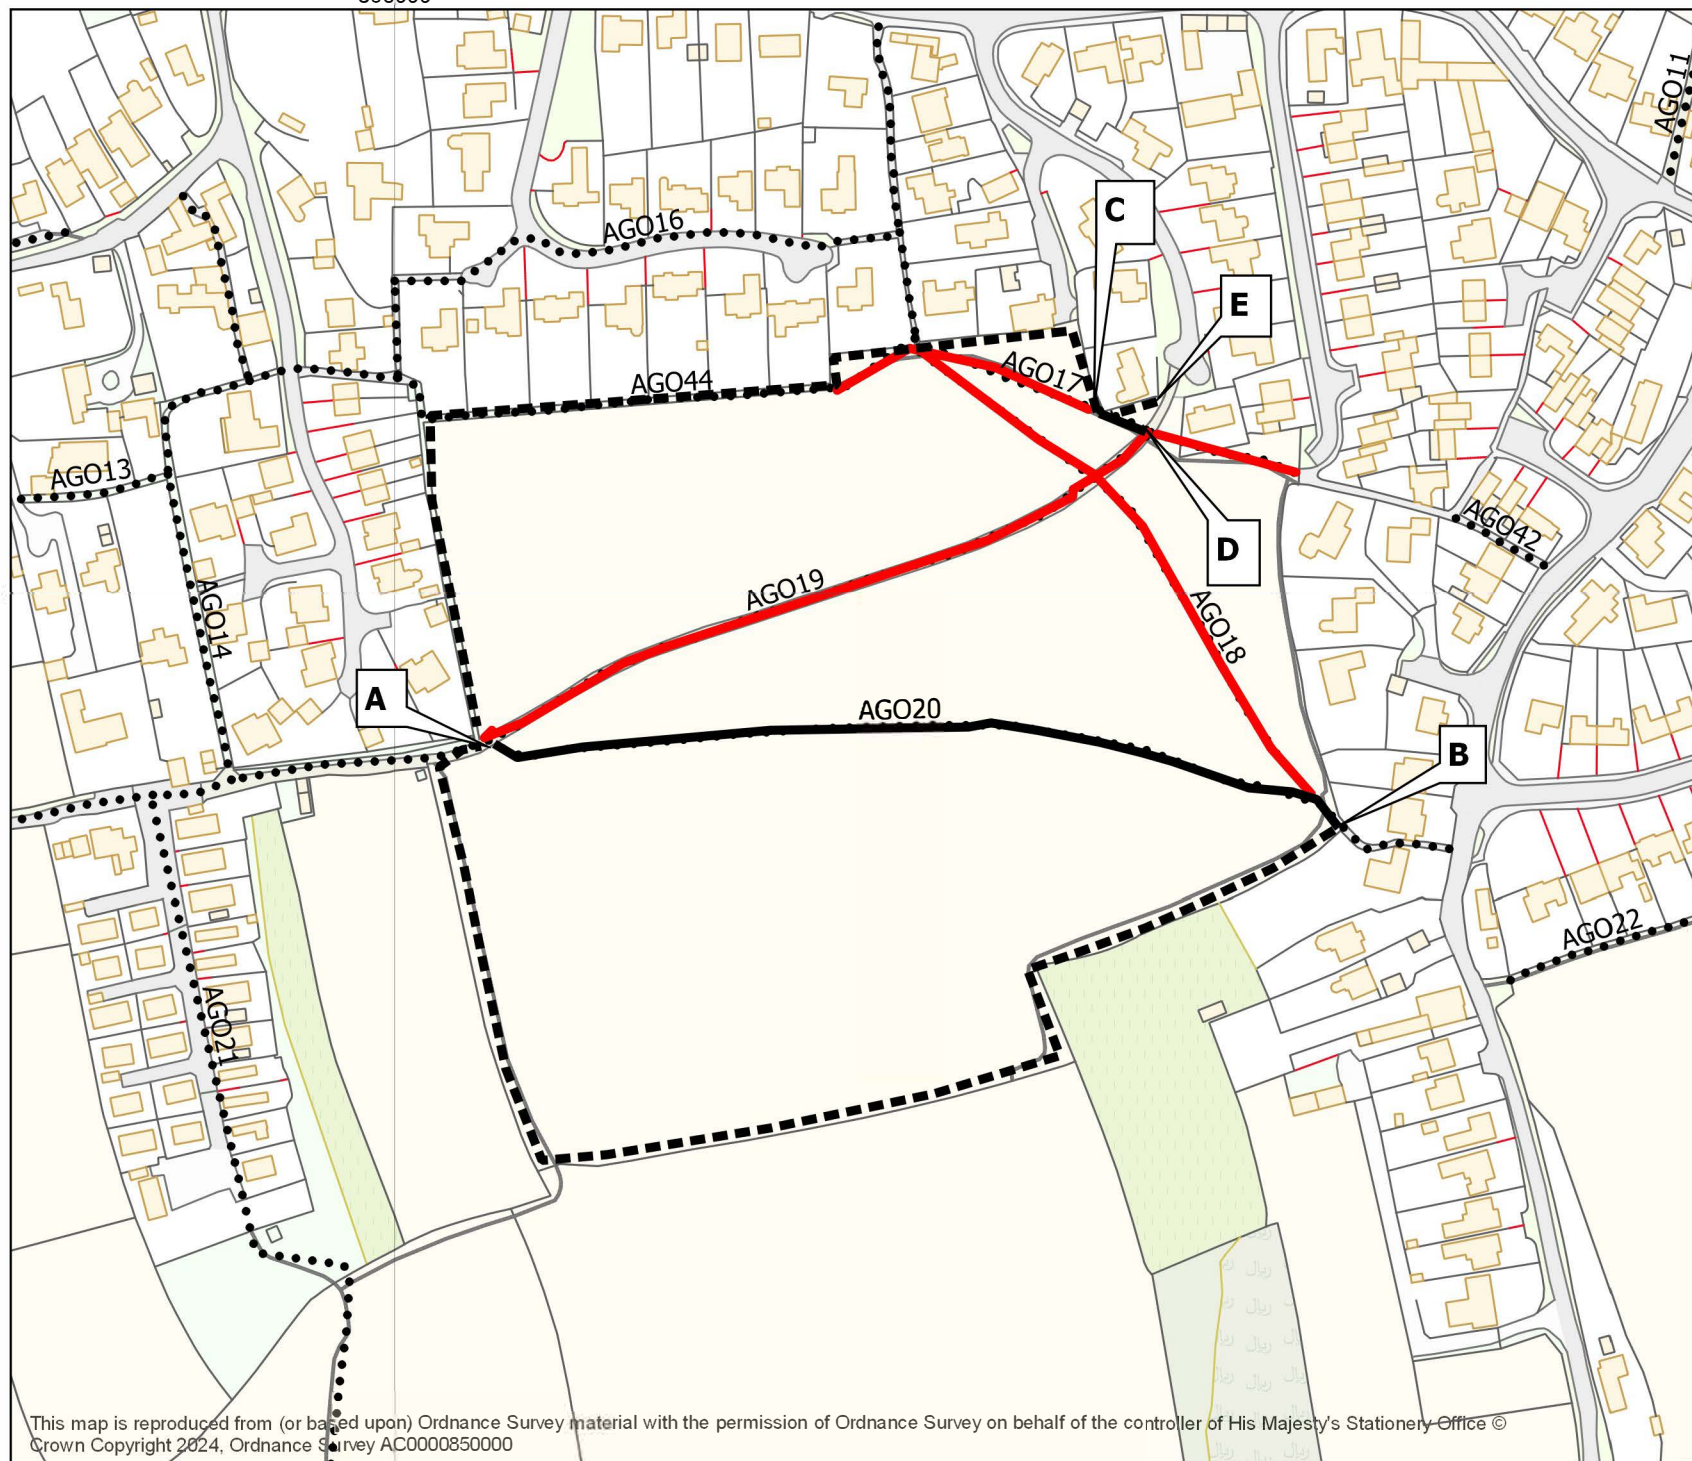 AGO11
AGO16
C
E
AGO17
AGO44
AGO13
AGO42
D
AGO19
AGO14
AGO18
A
AGO20
B
AGO22
AGO21
This map is reproduced from (or based upon) Ordnance Survey material with the permission of Ordnance Survey on behalf of the controller of His Majesty's Stationery Office ©
Crown Copyright 2024, Ordnance Survey AC0000850000